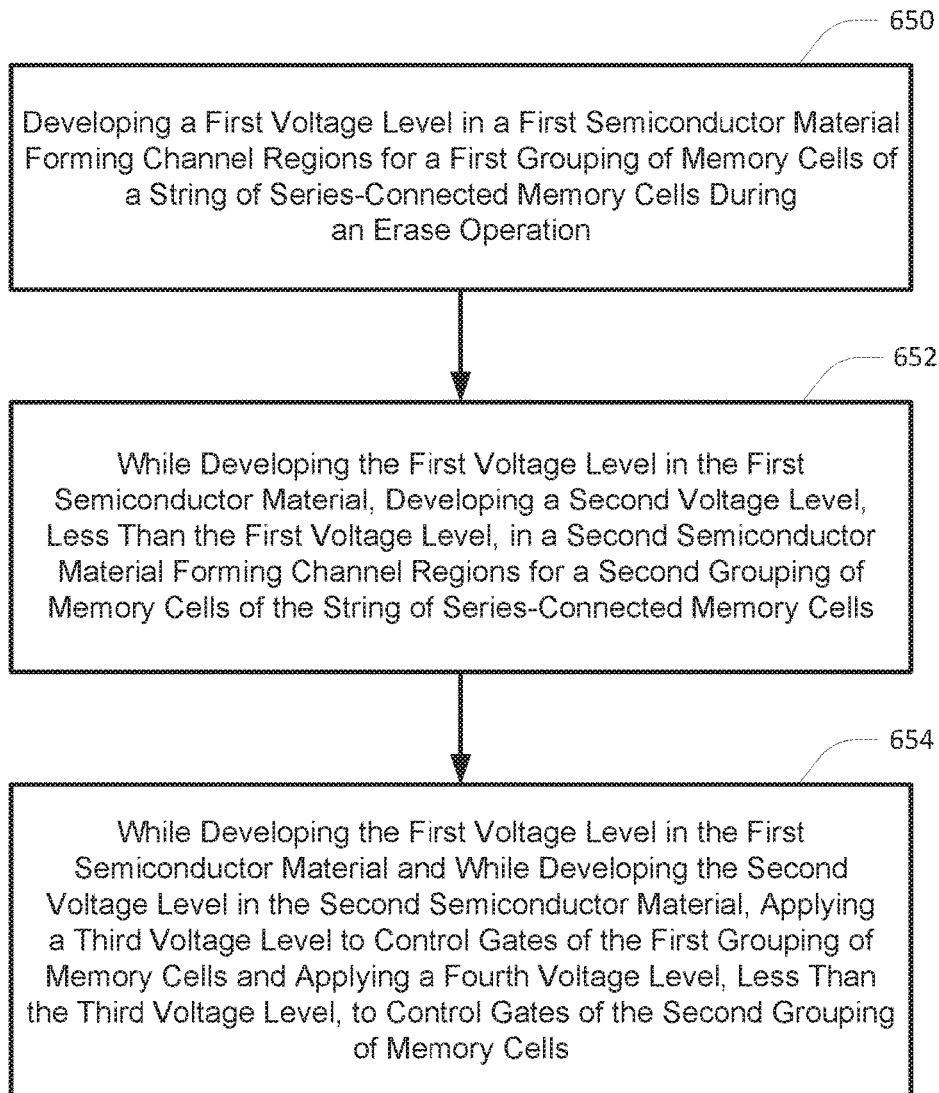 650
Developing a First Voltage Level in a First Semiconductor Material
Forming Channel Regions for a First Grouping of Memory Cells of
a String of Series-Connected Memory Cells During
an Erase Operation
652
While Developing the First Voltage Level in the First
Semiconductor Material, Developing a Second Voltage Level,
Less Than the First Voltage Level, in a Second Semiconductor
Material Forming Channel Regions for a Second Grouping of
Memory Cells of the String of Series-Connected Memory Cells
654
While Developing the First Voltage Level in the First
Semiconductor Material and While Developing the Second
Voltage Level in the Second Semiconductor Material, Applying
a Third Voltage Level to Control Gates of the First Grouping of
Memory Cells and Applying a Fourth Voltage Level, Less Than
the Third Voltage Level, to Control Gates of the Second Grouping
of Memory Cells